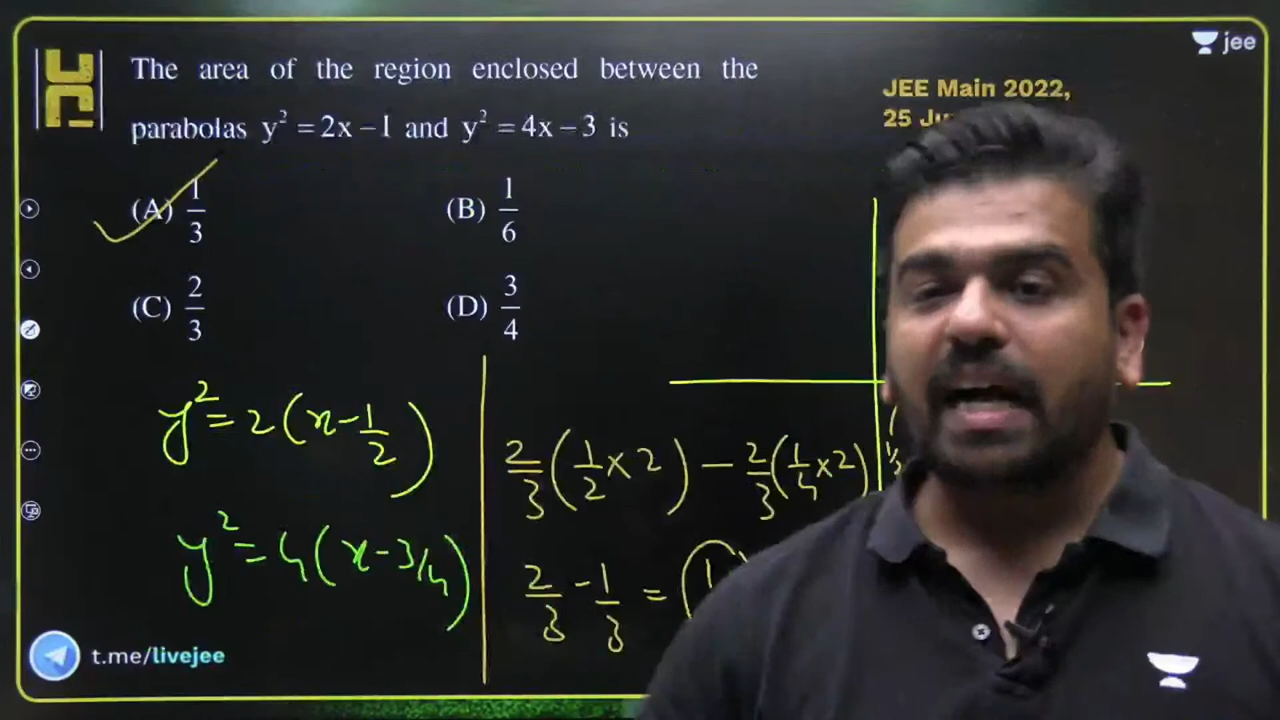 The area of the region enclosed between the
parabolas y² = 2x − 1 and y² = 4x − 3 is
(A) 1/3
(B) 1/6
(C) 2/3
(D) 3/4
JEE Main 2022,
25
jee
y² = 2(x − 1/2)
y² = 4(x − 3/4)
2/3 (1/2 × 2) − 2/3 (1/4 × 2)
2/3 − 1/3 =
t.me/livejee